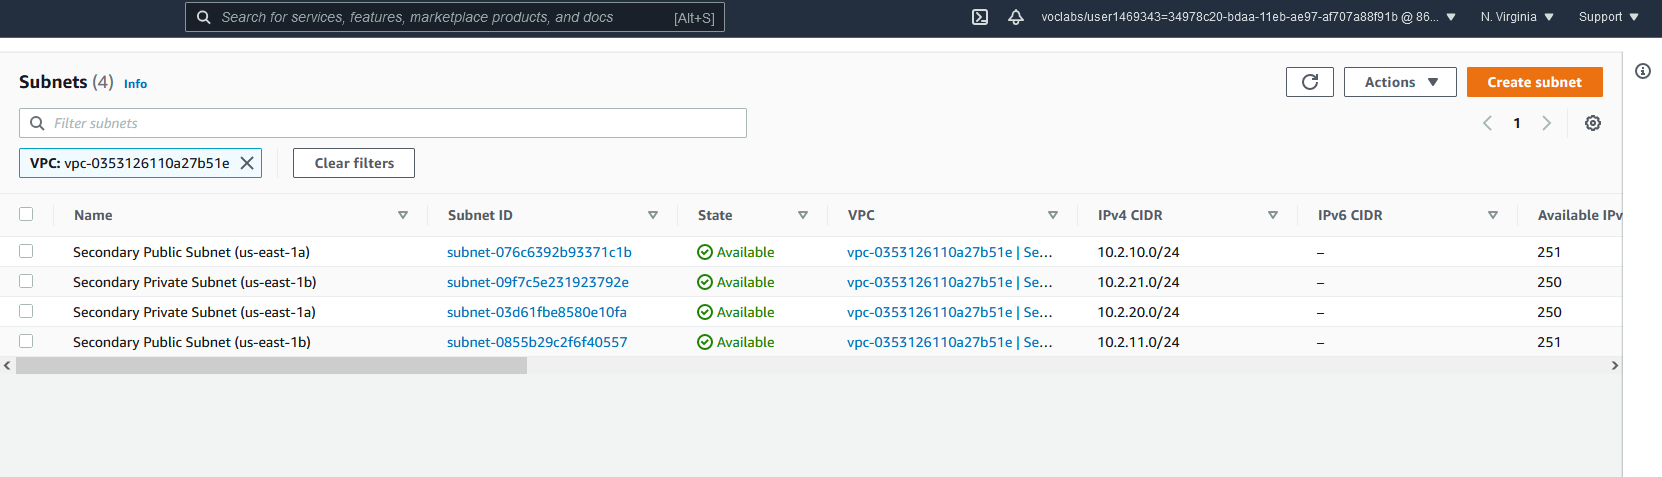 Search for services, features, marketplace products, and docs [Alt+S] voclabs/user1469343=34978c20-bdaa-11eb-ae97-af707a88f91b @ 86... N. Virginia Support
Subnets (4) Info Actions Create subnet
Filter subnets 1
VPC: vpc-0353126110a27b51e Clear filters
Name Subnet ID State VPC IPv4 CIDR IPv6 CIDR Available IPv
Secondary Public Subnet (us-east-1a) subnet-076c6392b93371c1b Available vpc-0353126110a27b51e | Se... 10.2.10.0/24 – 251
Secondary Private Subnet (us-east-1b) subnet-09f7c5e231923792e Available vpc-0353126110a27b51e | Se... 10.2.21.0/24 – 250
Secondary Private Subnet (us-east-1a) subnet-03d61fbe8580e10fa Available vpc-0353126110a27b51e | Se... 10.2.20.0/24 – 250
Secondary Public Subnet (us-east-1b) subnet-0855b29c2f6f40557 Available vpc-0353126110a27b51e | Se... 10.2.11.0/24 – 251